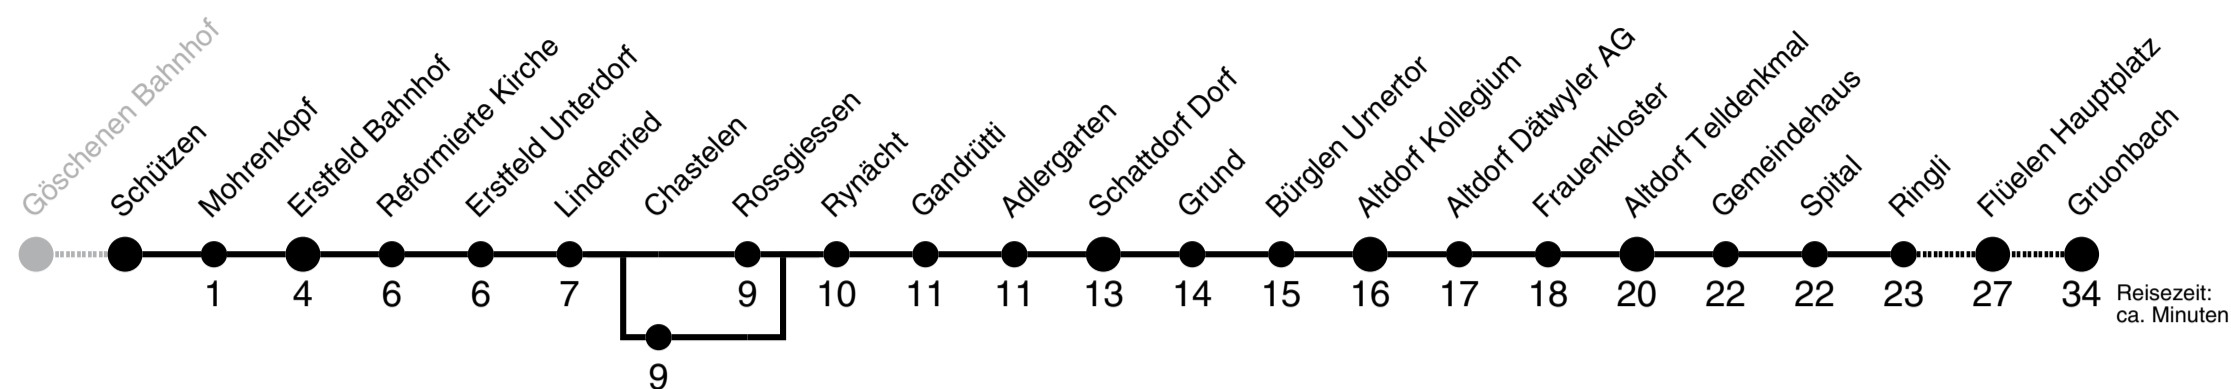 Göschenen Bahnhof
Schützen
Mohrenkopf
Erstfeld Bahnhof
Reformierte Kirche
Erstfeld Unterdorf
Lindenried
Chastelen
Rossgiessen
Rynächt
Gandrütti
Adlergarten
Schattdorf Dorf
Grund
Bürglen Urnertor
Altdorf Kollegium
Altdorf Dätwyler AG
Frauenkloster
Altdorf Telldenkmal
Gemeindehaus
Spital
Ringli
Flüelen Hauptplatz
Gruonbach
1 4 6 6 7 9 10 11 11 13 14 15 16 17 18 20 22 22 23 27 34 Reisezeit:
ca. Minuten
9